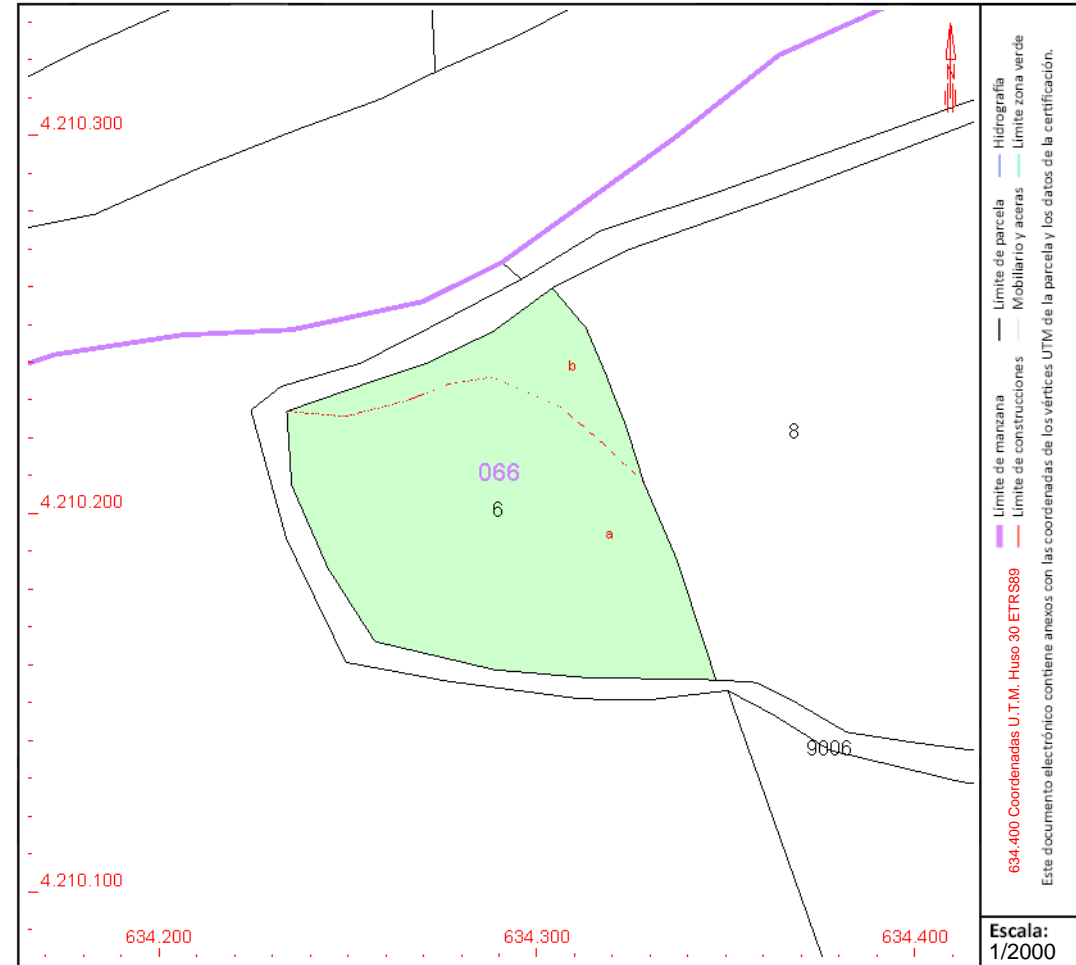 4.210.300
N
b
8
066
6
4.210.200
a
9006
4.210.100
634.200
634.300
634.400
634.400 Coordenadas U.T.M. Huso 30 ETRS89
Límite de manzana
Límite de parcela
Hidrografía
Límite de construcciones
Mobiliario y aceras
Límite zona verde
Este documento electrónico contiene anexos con las coordenadas de los vértices UTM de la parcela y los datos de la certificación.
Escala:
1/2000